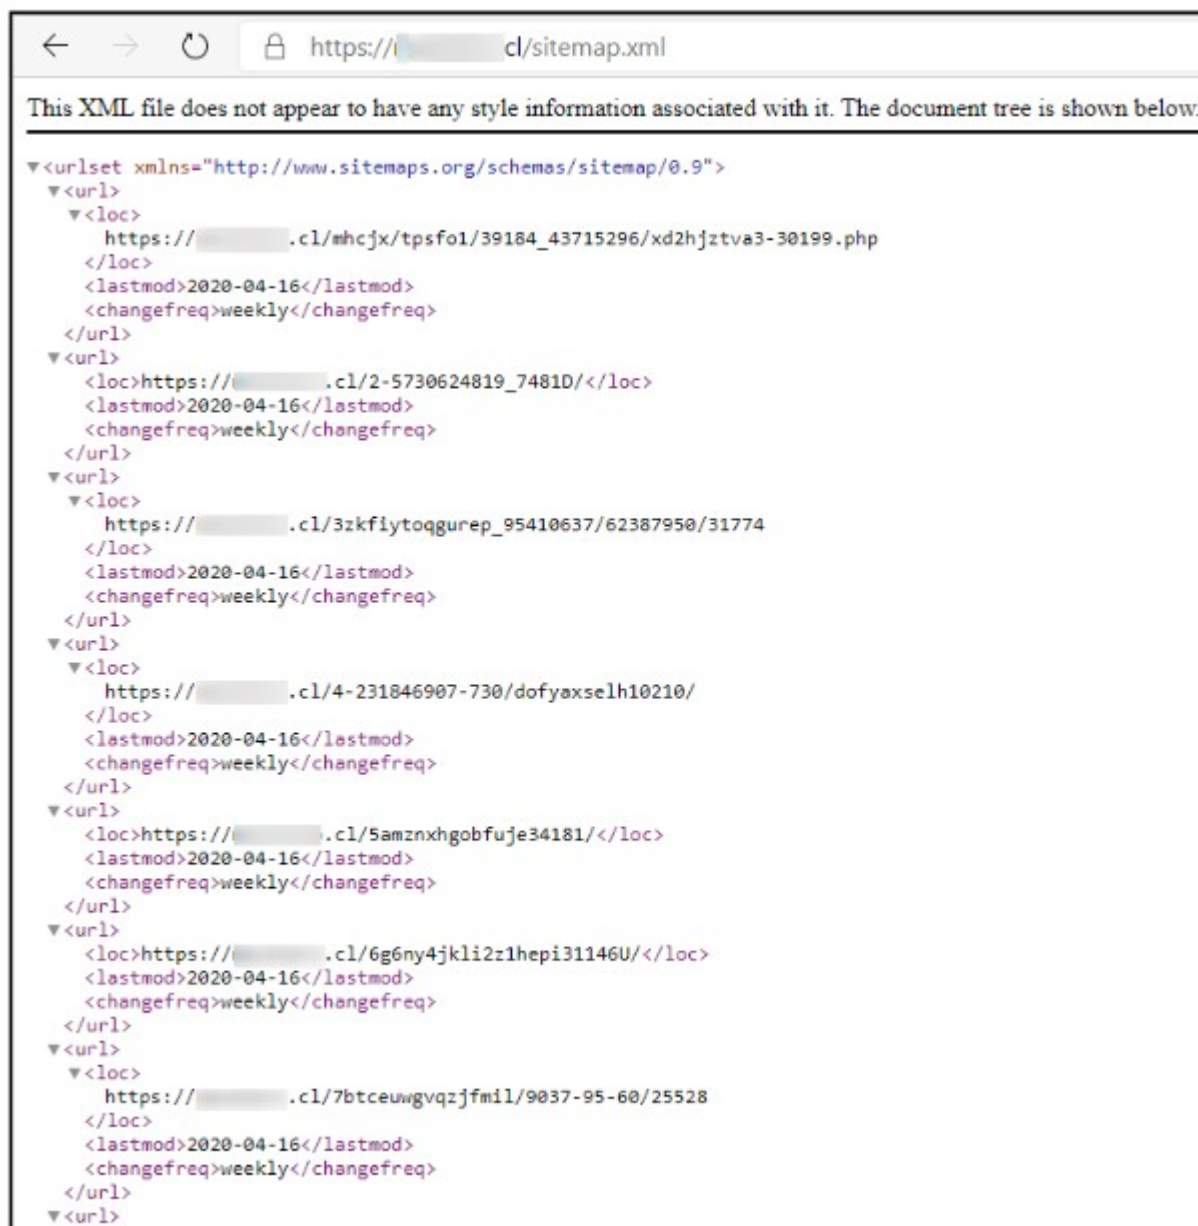 https:// cl/sitemap.xml
This XML file does not appear to have any style information associated with it. The document tree is shown below.
▼<urlset xmlns="http://www.sitemaps.org/schemas/sitemap/0.9">
▼<url>
▼<loc>
https:// .cl/mhcjx/tpsfo1/39184_43715296/xd2hjztva3-30199.php
</loc>
<lastmod>2020-04-16</lastmod>
<changefreq>weekly</changefreq>
</url>
▼<url>
<loc>https:// .cl/2-5730624819_7481D/</loc>
<lastmod>2020-04-16</lastmod>
<changefreq>weekly</changefreq>
</url>
▼<url>
▼<loc>
https:// .cl/3zkfiytoqgurep_95410637/62387950/31774
</loc>
<lastmod>2020-04-16</lastmod>
<changefreq>weekly</changefreq>
</url>
▼<url>
▼<loc>
https:// .cl/4-231846907-730/dofyaxselh10210/
</loc>
<lastmod>2020-04-16</lastmod>
<changefreq>weekly</changefreq>
</url>
▼<url>
<loc>https:// .cl/5amznxhgobfuje34181/</loc>
<lastmod>2020-04-16</lastmod>
<changefreq>weekly</changefreq>
</url>
▼<url>
<loc>https:// .cl/6g6ny4jkli2z1hepi31146U/</loc>
<lastmod>2020-04-16</lastmod>
<changefreq>weekly</changefreq>
</url>
▼<url>
▼<loc>
https:// .cl/7btceuwgvqzjfmil/9037-95-60/25528
</loc>
<lastmod>2020-04-16</lastmod>
<changefreq>weekly</changefreq>
</url>
▼<url>